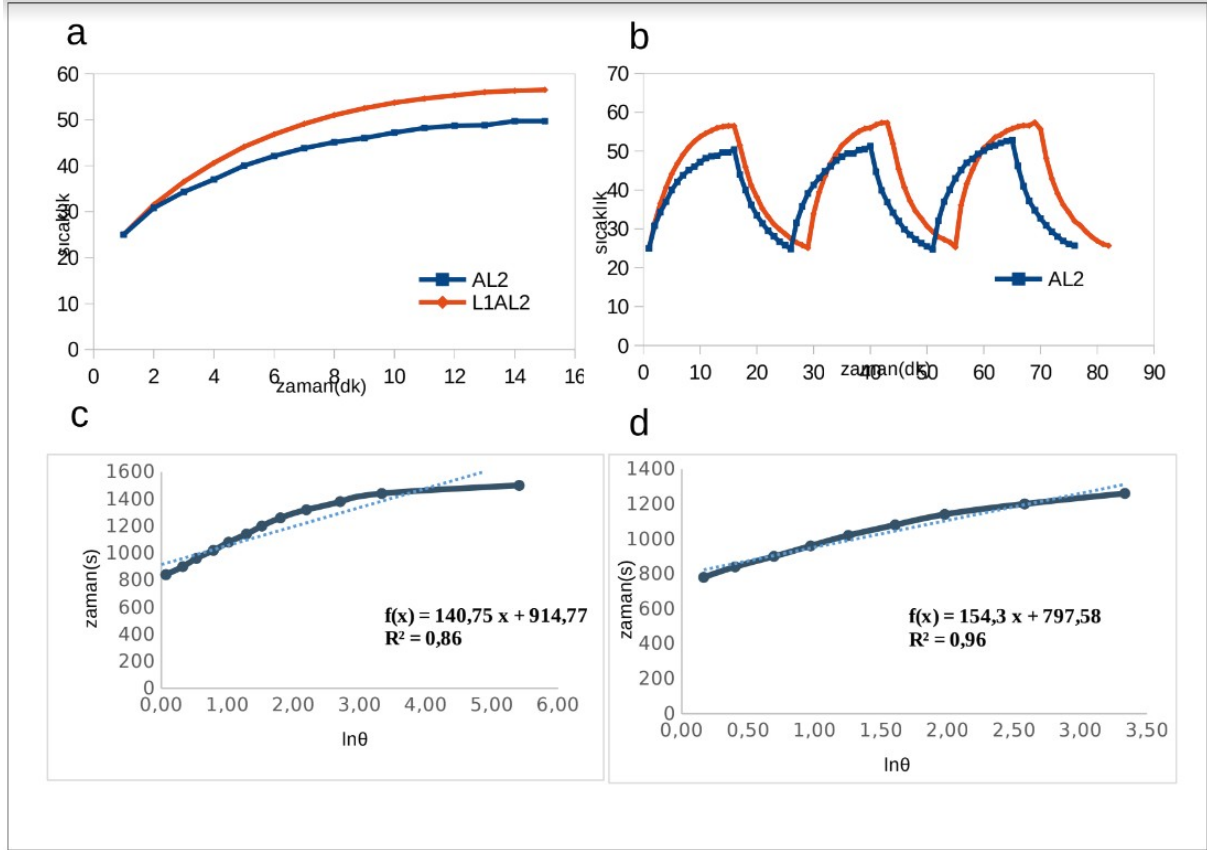 a
60
50
40
30
20
10
0
sıcaklık
AL2
L1AL2
0 2 4 6 8 10 12 14 16
zaman(dk)
b
70
60
50
40
30
20
10
0
sıcaklık
AL2
0 10 20 30 40 50 60 70 80 90
zaman(dk)
c
1600
1400
1200
1000
800
600
400
200
0
zaman(s)
f(x) = 140,75 x + 914,77
R² = 0,86
0,00 1,00 2,00 3,00 4,00 5,00 6,00
lnθ
d
1400
1200
1000
800
600
400
200
0
zaman(s)
f(x) = 154,3 x + 797,58
R² = 0,96
0,00 0,50 1,00 1,50 2,00 2,50 3,00 3,50
lnθ